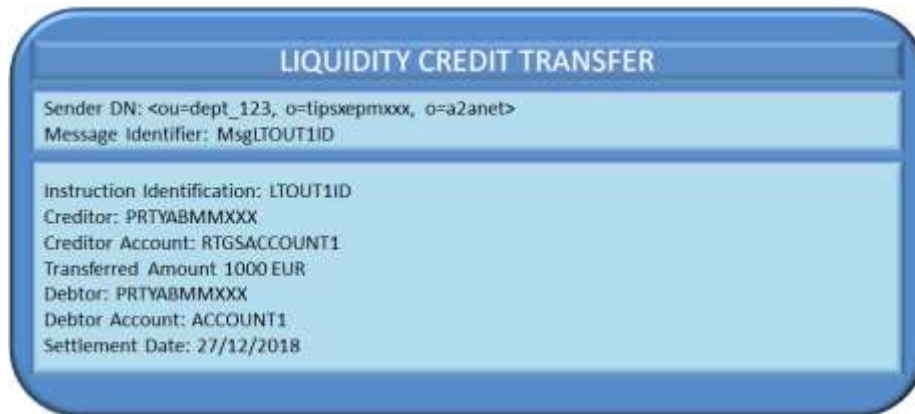 LIQUIDITY CREDIT TRANSFER
Sender DN: <ou=dept_123, o=tipsxepmxxx, o=a2anet>
Message Identifier: MsgLTOUT1ID
Instruction Identification: LTOUT1ID
Creditor: PRTYABMMXXX
Creditor Account: RTGSACCOUNT1
Transferred Amount 1000 EUR
Debtor: PRTYABMMXXX
Debtor Account: ACCOUNT1
Settlement Date: 27/12/2018